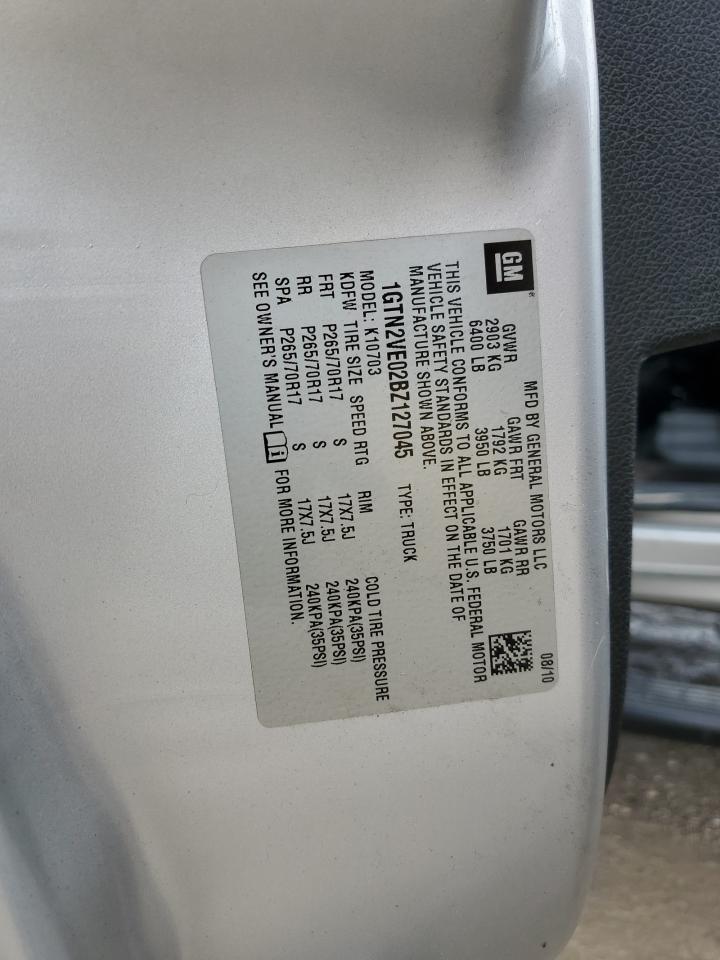 GM
MFD BY GENERAL MOTORS LLC 08/10
GVWR GAWR FRT GAWR RR
2903 KG 1792 KG 1701 KG
6400 LB 3950 LB 3750 LB
THIS VEHICLE CONFORMS TO ALL APPLICABLE U.S. FEDERAL MOTOR
VEHICLE SAFETY STANDARDS IN EFFECT ON THE DATE OF
MANUFACTURE SHOWN ABOVE.
1GTN2VE02BZ127045 TYPE: TRUCK
MODEL: K10703
KDFW TIRE SIZE SPEED RTG RIM COLD TIRE PRESSURE
FRT P265/70R17 S 17X7.5J 240KPA(35PSI)
RR P265/70R17 S 17X7.5J 240KPA(35PSI)
SPA P265/70R17 S 17X7.5J 240KPA(35PSI)
SEE OWNER'S MANUAL i FOR MORE INFORMATION.